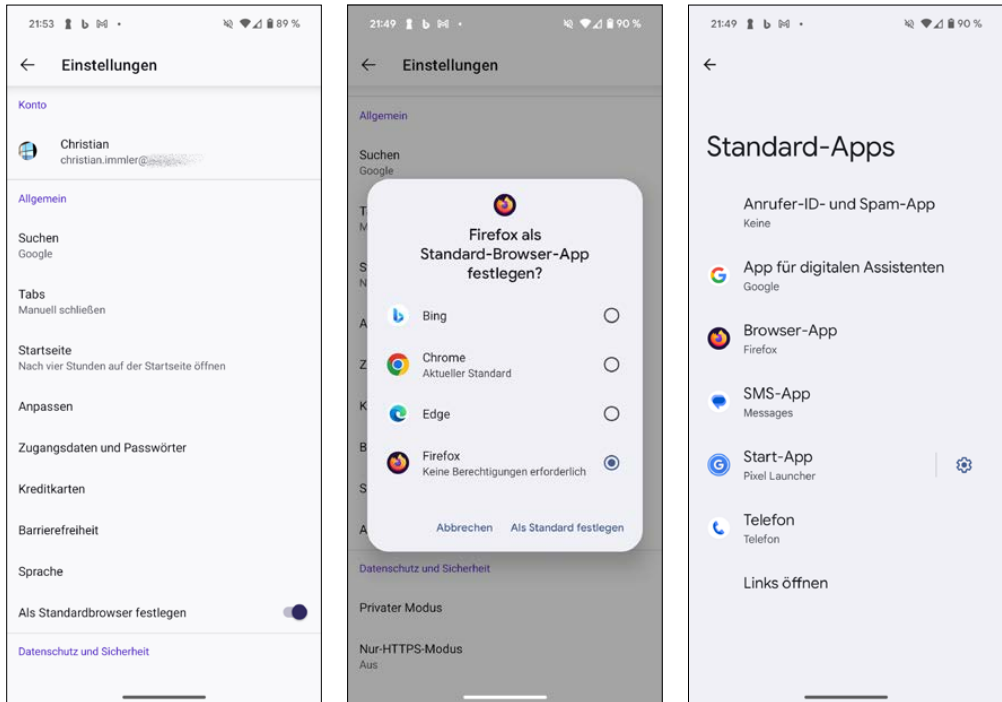 21:53 89 %
Einstellungen
Konto
Christian
christian.immler@
Allgemein
Suchen
Google
Tabs
Manuell schließen
Startseite
Nach vier Stunden auf der Startseite öffnen
Anpassen
Zugangsdaten und Passwörter
Kreditkarten
Barrierefreiheit
Sprache
Als Standardbrowser festlegen
Datenschutz und Sicherheit
21:49 90 %
Einstellungen
Allgemein
Suchen
Google
Firefox als
Standard-Browser-App
festlegen?
Bing
Chrome
Aktueller Standard
Edge
Firefox
Keine Berechtigungen erforderlich
Abbrechen Als Standard festlegen
Datenschutz und Sicherheit
Privater Modus
Nur-HTTPS-Modus
Aus
21:49 90 %
Standard-Apps
Anrufer-ID- und Spam-App
Keine
App für digitalen Assistenten
Google
Browser-App
Firefox
SMS-App
Messages
Start-App
Pixel Launcher
Telefon
Telefon
Links öffnen